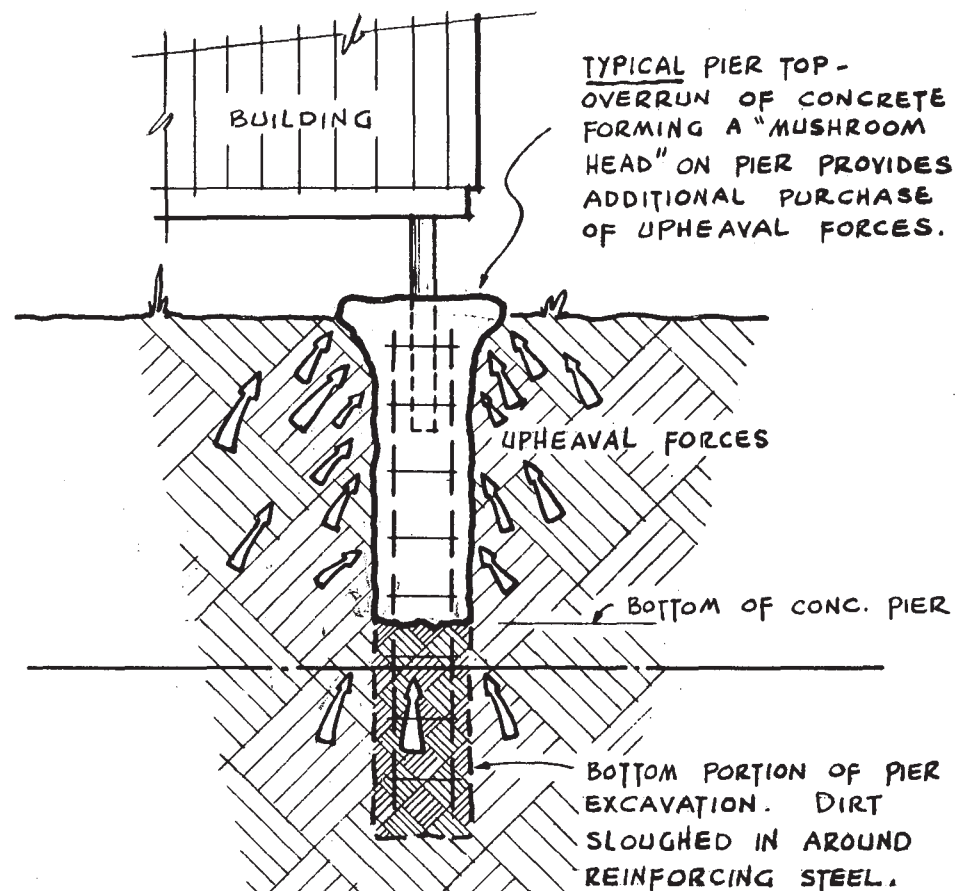 TYPICAL PIER TOP-
OVERRUN OF CONCRETE
FORMING A "MUSHROOM
HEAD" ON PIER PROVIDES
ADDITIONAL PURCHASE
OF UPHEAVAL FORCES.
BUILDING
UPHEAVAL FORCES
BOTTOM OF CONC. PIER
BOTTOM PORTION OF PIER
EXCAVATION. DIRT
SLOUGHED IN AROUND
REINFORCING STEEL.